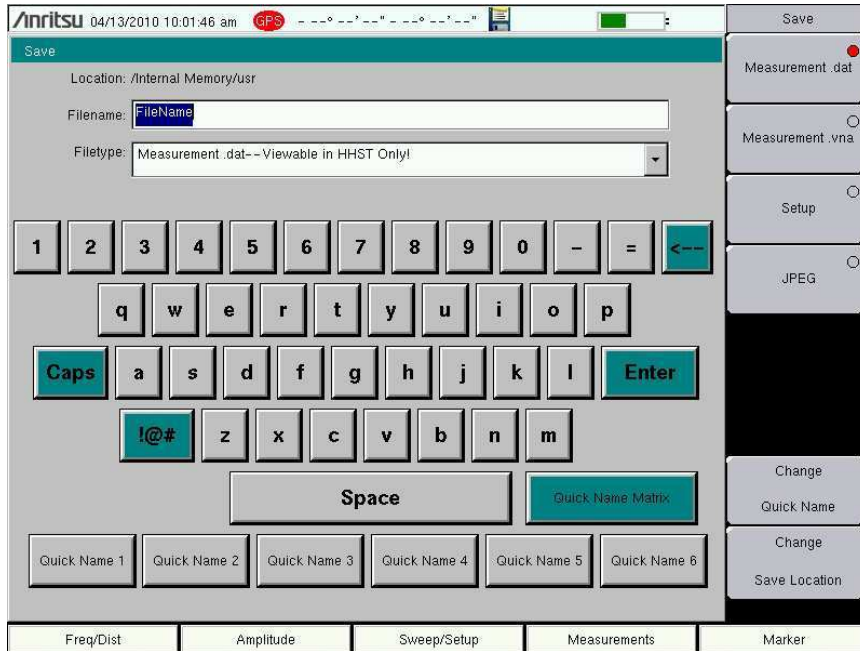 /inritsu 04/13/2010 10:01:46 am GPS - --° --'--" - --° --'--"
Save
Save
Location: /Internal Memory/usr
Filename: FileName
Filetype: Measurement .dat--Viewable in HHST Only!
1 2 3 4 5 6 7 8 9 0 - = <--
q w e r t y u i o p
Caps a s d f g h j k l Enter
!@# z x c v b n m
Space Quick Name Matrix
Quick Name 1 Quick Name 2 Quick Name 3 Quick Name 4 Quick Name 5 Quick Name 6
Measurement .dat
Measurement .vna
Setup
JPEG
Change
Quick Name
Change
Save Location
Freq/Dist Amplitude Sweep/Setup Measurements Marker